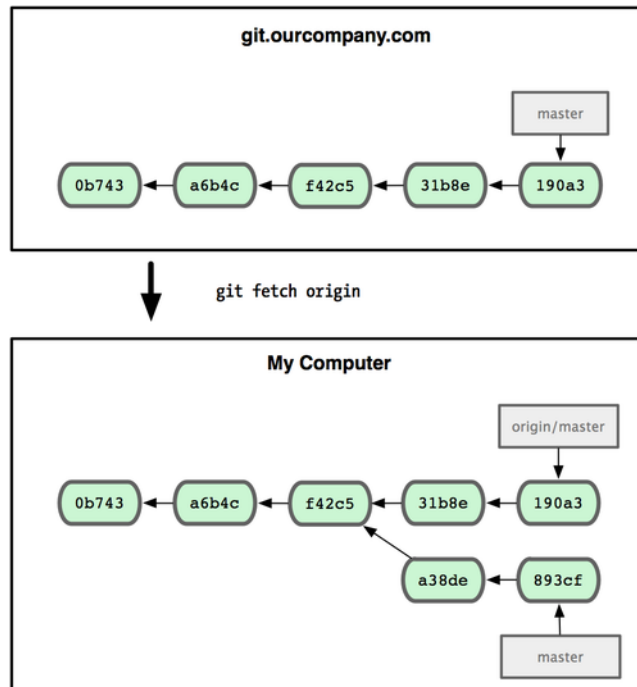 git.ourcompany.com
master
0b743 a6b4c f42c5 31b8e 190a3
git fetch origin
My Computer
origin/master
0b743 a6b4c f42c5 31b8e 190a3
a38de 893cf
master